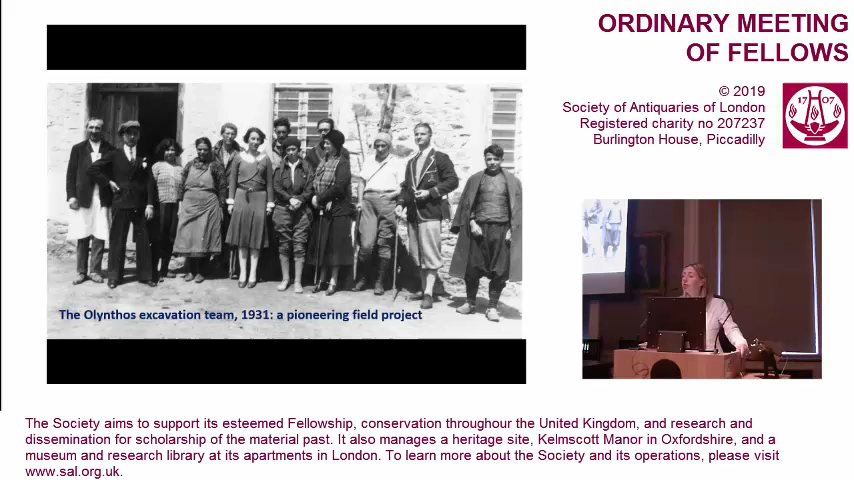 ORDINARY MEETING
OF FELLOWS
© 2019
Society of Antiquaries of London
Registered charity no 207237
Burlington House, Piccadilly
17 07
The Olynthos excavation team, 1931: a pioneering field project
The Society aims to support its esteemed Fellowship, conservation throughour the United Kingdom, and research and
dissemination for scholarship of the material past. It also manages a heritage site, Kelmscott Manor in Oxfordshire, and a
museum and research library at its apartments in London. To learn more about the Society and its operations, please visit
www.sal.org.uk.